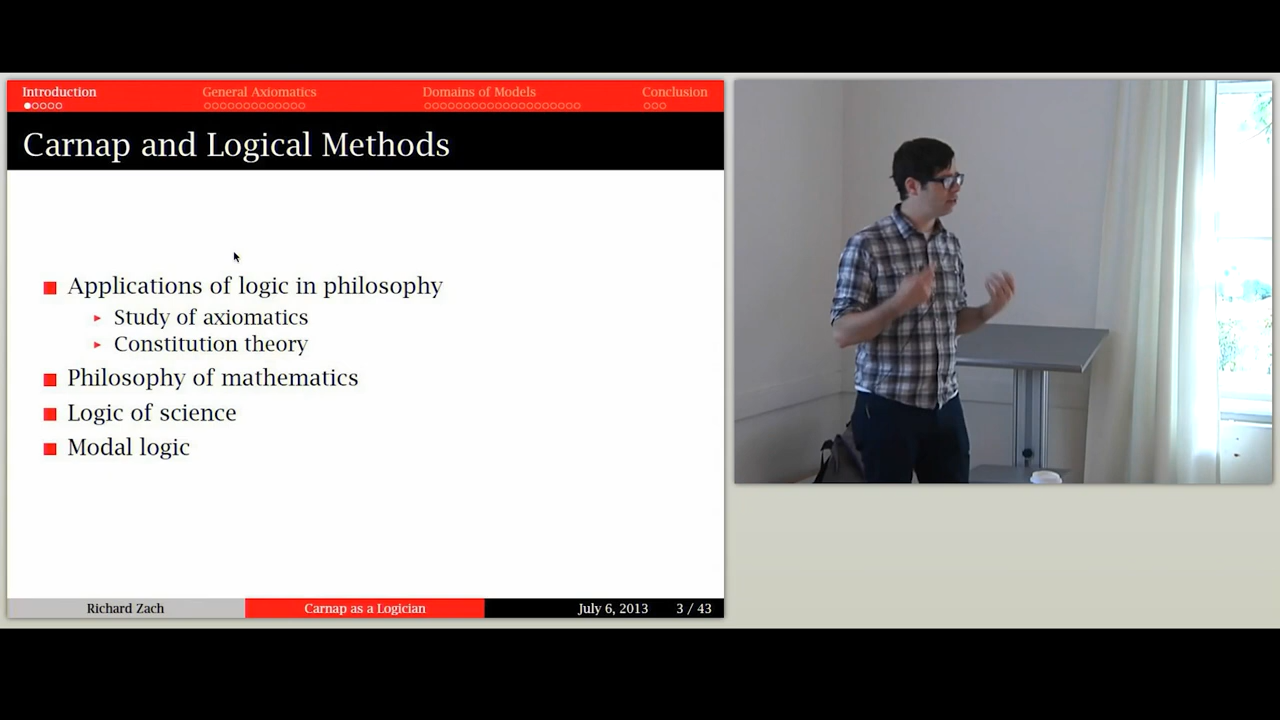 Introduction General Axiomatics Domains of Models Conclusion
Carnap and Logical Methods
Applications of logic in philosophy
Study of axiomatics
Constitution theory
Philosophy of mathematics
Logic of science
Modal logic
Richard Zach Carnap as a Logician July 6, 2013 3 / 43